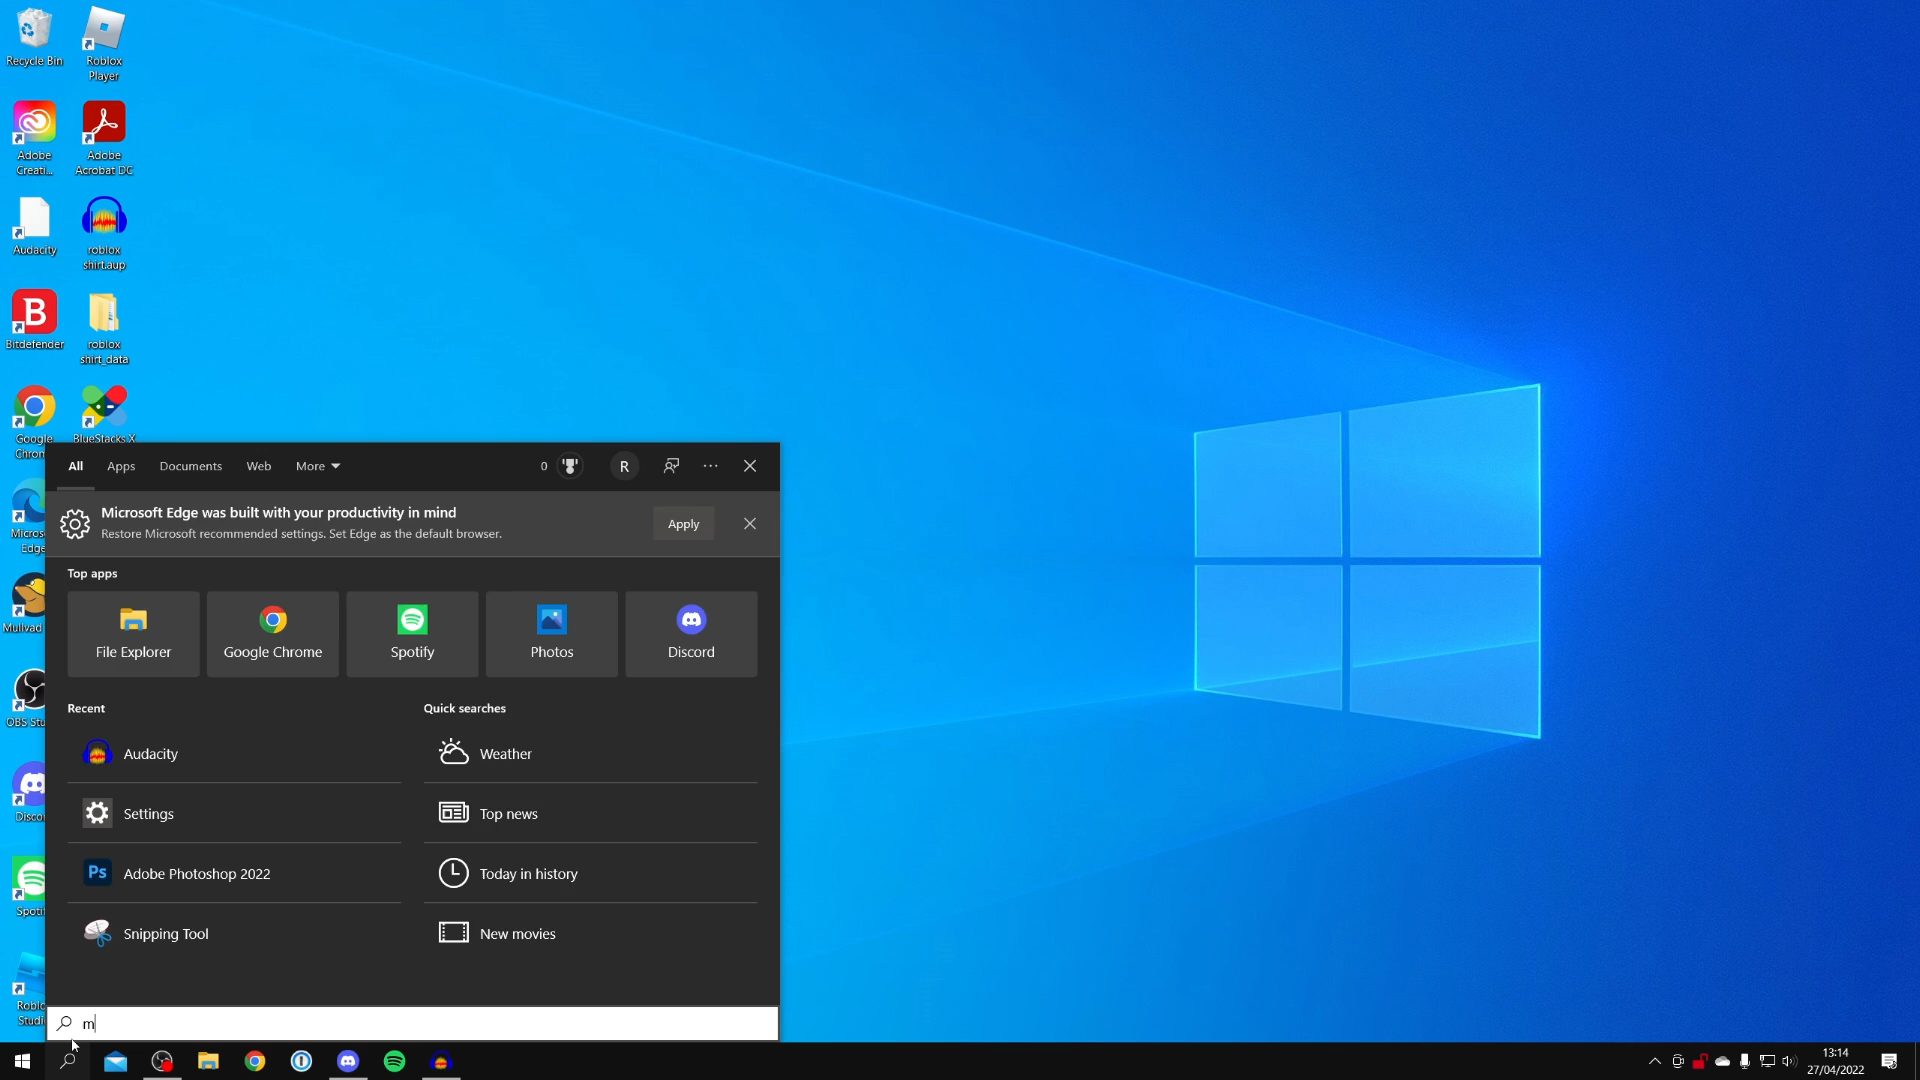 Recycle Bin
Roblox
Player
Adobe
Creati...
Adobe
Acrobat DC
Audacity
roblox
shirt.aup
Bitdefender
roblox
shirt_data
Google
Chrom
BlueStacks X
Micros
Edge
Mullvad
OBS Stu
Discor
Spotif
Roblo
Studi
All
Apps
Documents
Web
More
0
R
Microsoft Edge was built with your productivity in mind
Restore Microsoft recommended settings. Set Edge as the default browser.
Apply
Top apps
File Explorer
Google Chrome
Spotify
Photos
Discord
Recent
Audacity
Settings
Ps
Adobe Photoshop 2022
Snipping Tool
Quick searches
Weather
Top news
Today in history
New movies
m
13:14
27/04/2022